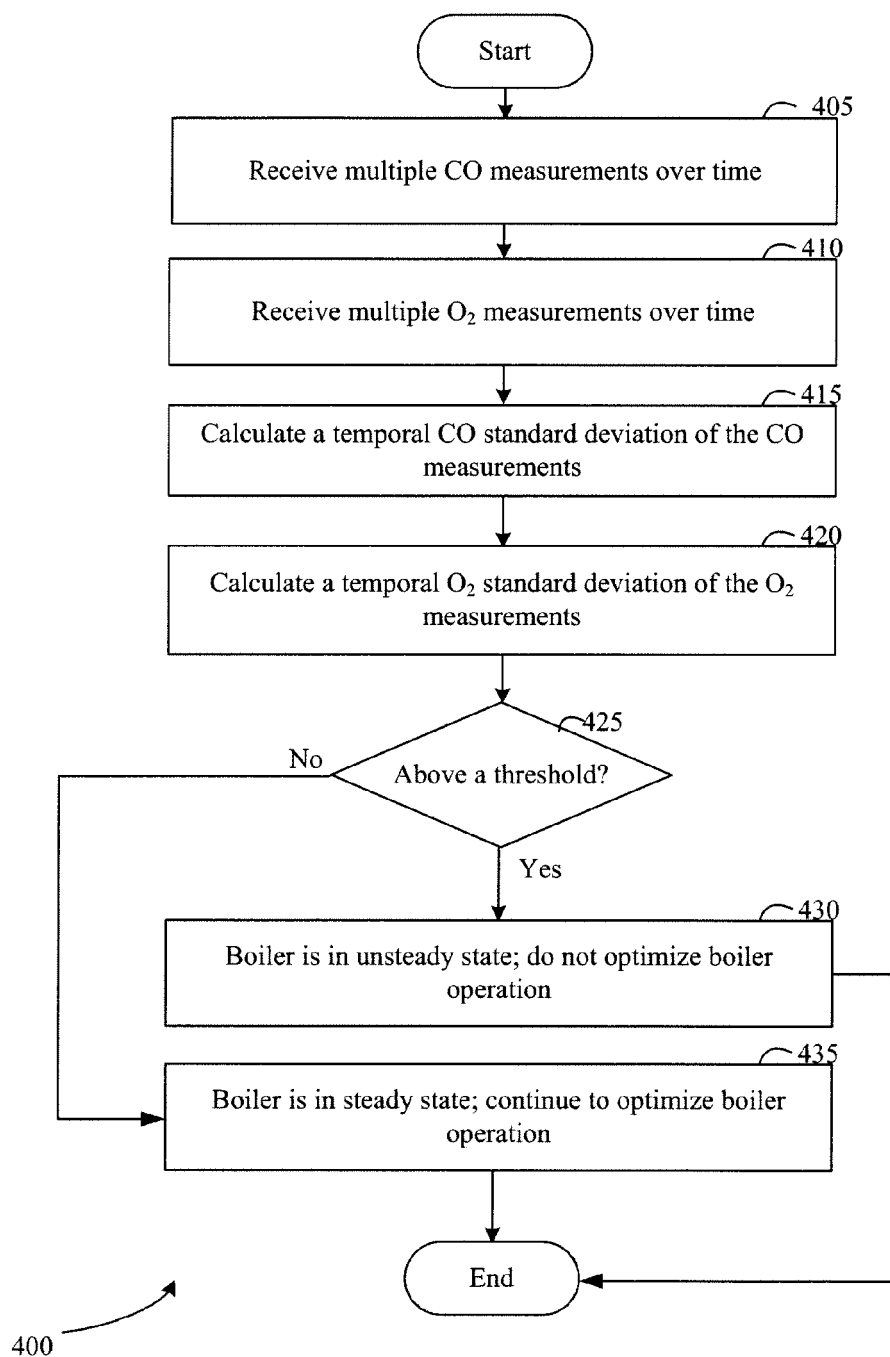 Start
405
Receive multiple CO measurements over time
410
Receive multiple O₂ measurements over time
415
Calculate a temporal CO standard deviation of the CO
measurements
420
Calculate a temporal O₂ standard deviation of the O₂
measurements
425
No
Above a threshold?
Yes
430
Boiler is in unsteady state; do not optimize boiler
operation
435
Boiler is in steady state; continue to optimize boiler
operation
End
400